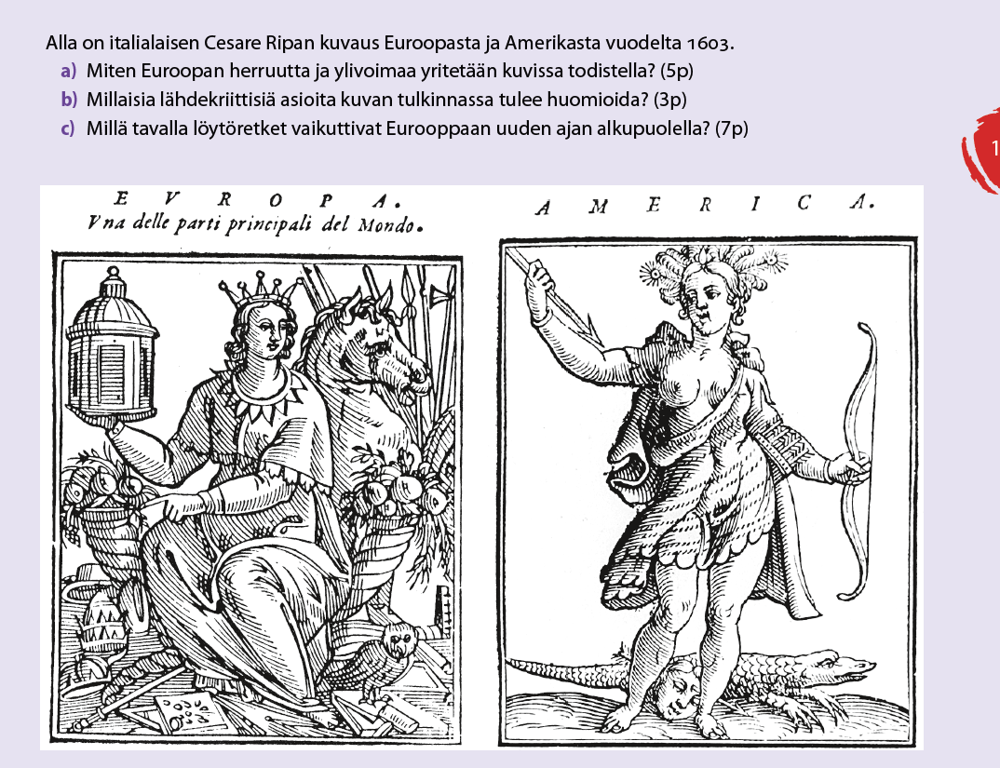 Alla on italialaisen Cesare Ripan kuvaus Euroopasta ja Amerikasta vuodelta 1603.
a) Miten Euroopan herruutta ja ylivoimaa yritetään kuvissa todistella? (5p)
b) Millaisia lähdekriittisiä asioita kuvan tulkinnassa tulee huomioida? (3p)
c) Millä tavalla löytöretket vaikuttivat Eurooppaan uuden ajan alkupuolella? (7p)
1
E V R O P A.
Vna delle parti principali del Mondo.
A M E R I C A.